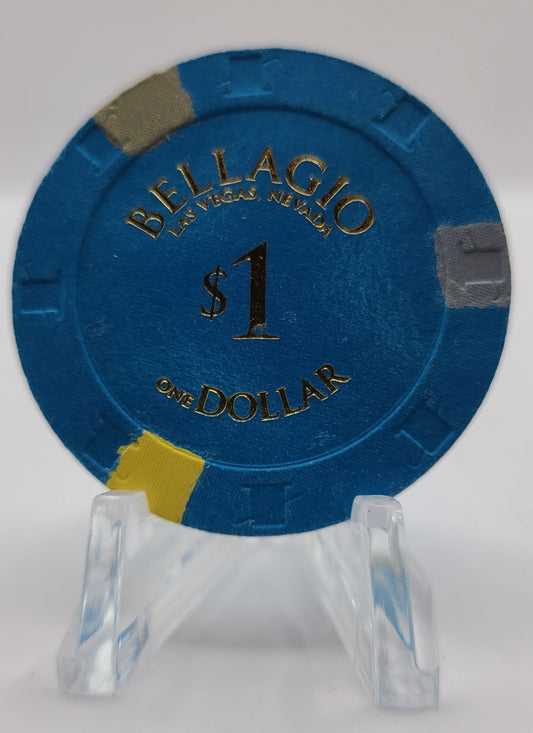 BELLAGIO
LAS VEGAS, NEVADA
$1
ONE DOLLAR